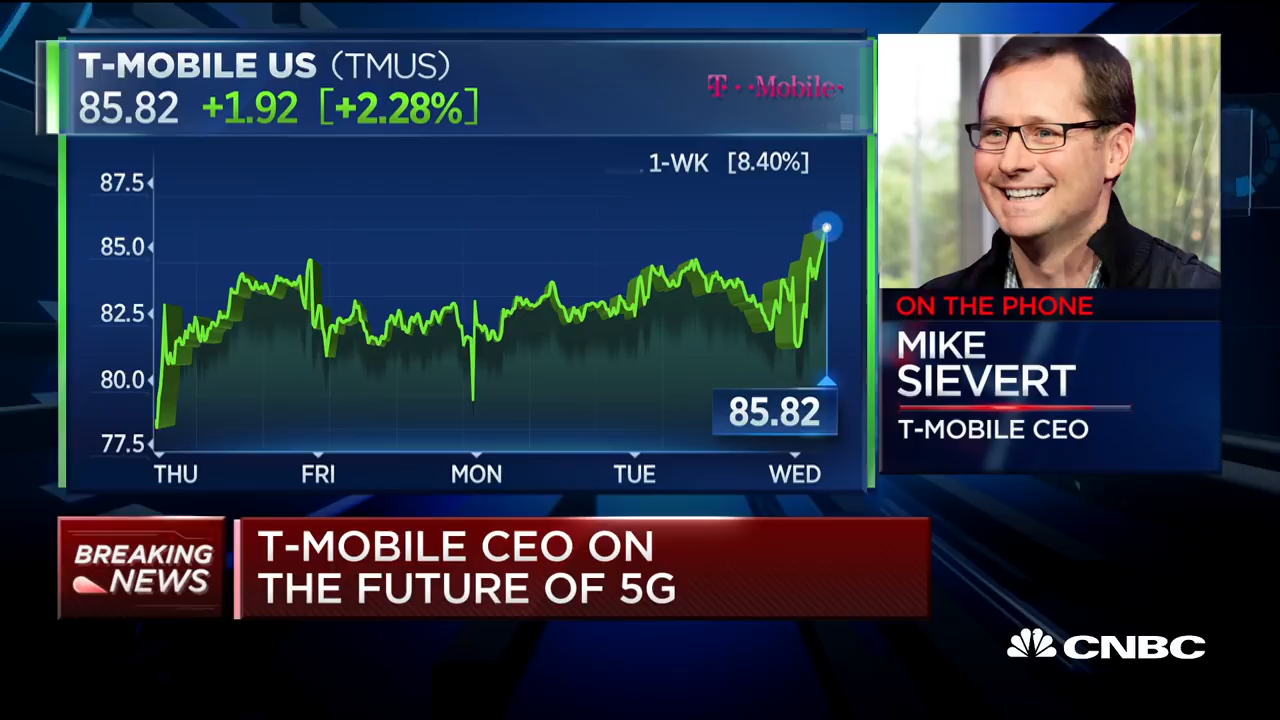 T-MOBILE US (TMUS)
85.82 +1.92 [+2.28%]
T··Mobile·
1-WK [8.40%]
87.5
85.0
82.5
80.0
77.5
85.82
THU FRI MON TUE WED
ON THE PHONE
MIKE
SIEVERT
T-MOBILE CEO
BREAKING
NEWS
T-MOBILE CEO ON
THE FUTURE OF 5G
CNBC